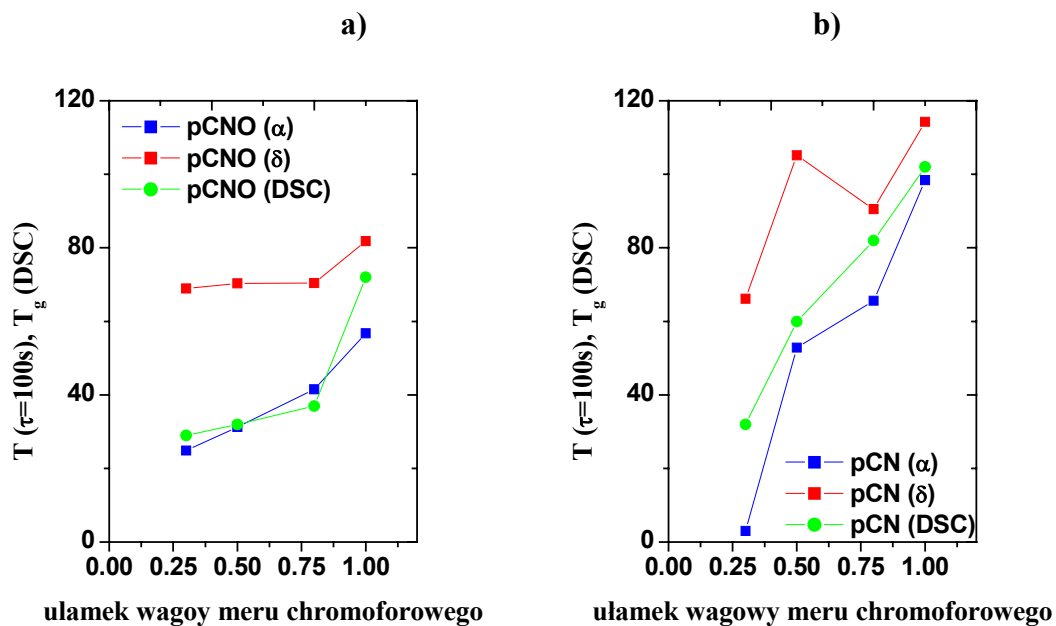 a)
120
80
40
0
0.00 0.25 0.50 0.75 1.00
pCNO (α)
pCNO (δ)
pCNO (DSC)
T (τ=100s), T_g (DSC)
ulamek wagoy meru chromoforowego
b)
120
80
40
0
0.00 0.25 0.50 0.75 1.00
pCN (α)
pCN (δ)
pCN (DSC)
T (τ=100s), T_g (DSC)
ułamek wagowy meru chromoforowego